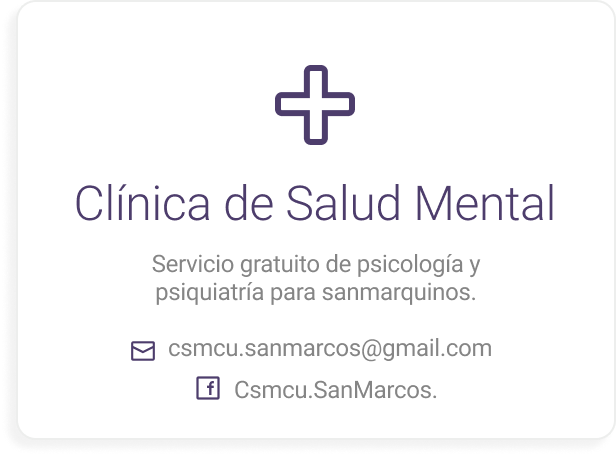 Clínica de Salud Mental
Servicio gratuito de psicología y
psiquiatría para sanmarquinos.
csmcu.sanmarcos@gmail.com
Csmcu.SanMarcos.